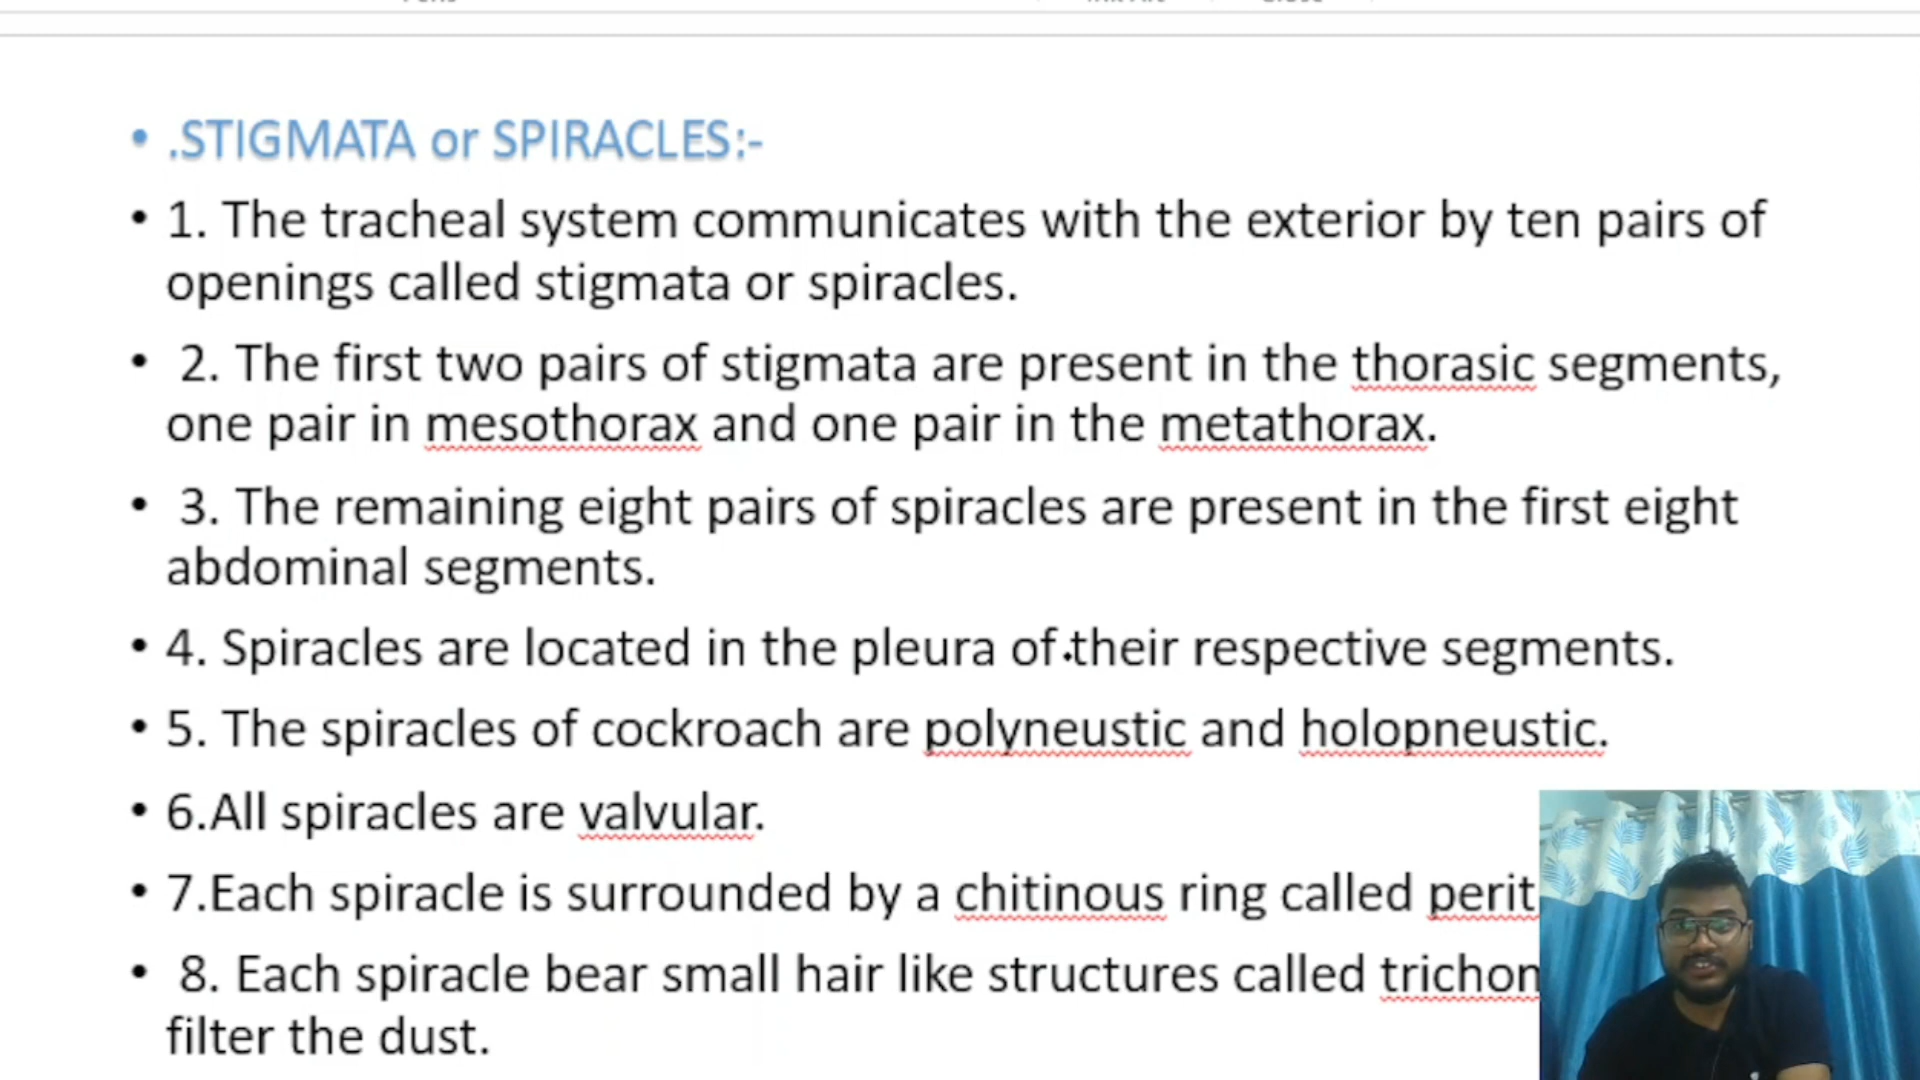 • .STIGMATA or SPIRACLES:-
• 1. The tracheal system communicates with the exterior by ten pairs of
openings called stigmata or spiracles.
• 2. The first two pairs of stigmata are present in the thorasic segments,
one pair in mesothorax and one pair in the metathorax.
• 3. The remaining eight pairs of spiracles are present in the first eight
abdominal segments.
• 4. Spiracles are located in the pleura of their respective segments.
• 5. The spiracles of cockroach are polyneustic and holopneustic.
• 6.All spiracles are valvular.
• 7.Each spiracle is surrounded by a chitinous ring called perit
• 8. Each spiracle bear small hair like structures called trichom
filter the dust.